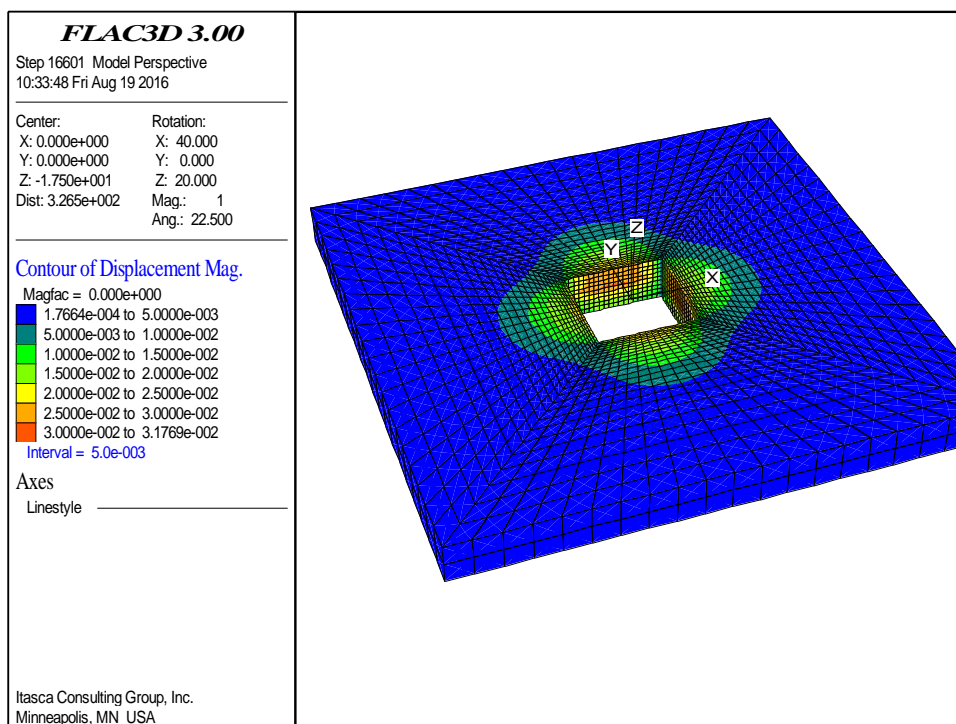 FLAC3D 3.00
Step 16601 Model Perspective
10:33:48 Fri Aug 19 2016
Center:
X: 0.000e+000
Y: 0.000e+000
Z: -1.750e+001
Dist: 3.265e+002
Rotation:
X: 40.000
Y: 0.000
Z: 20.000
Mag.: 1
Ang.: 22.500
Contour of Displacement Mag.
Magfac = 0.000e+000
1.7664e-004 to 5.0000e-003
5.0000e-003 to 1.0000e-002
1.0000e-002 to 1.5000e-002
1.5000e-002 to 2.0000e-002
2.0000e-002 to 2.5000e-002
2.5000e-002 to 3.0000e-002
3.0000e-002 to 3.1769e-002
Interval = 5.0e-003
Axes
Linestyle
Itasca Consulting Group, Inc.
Minneapolis, MN USA
Z
Y
X